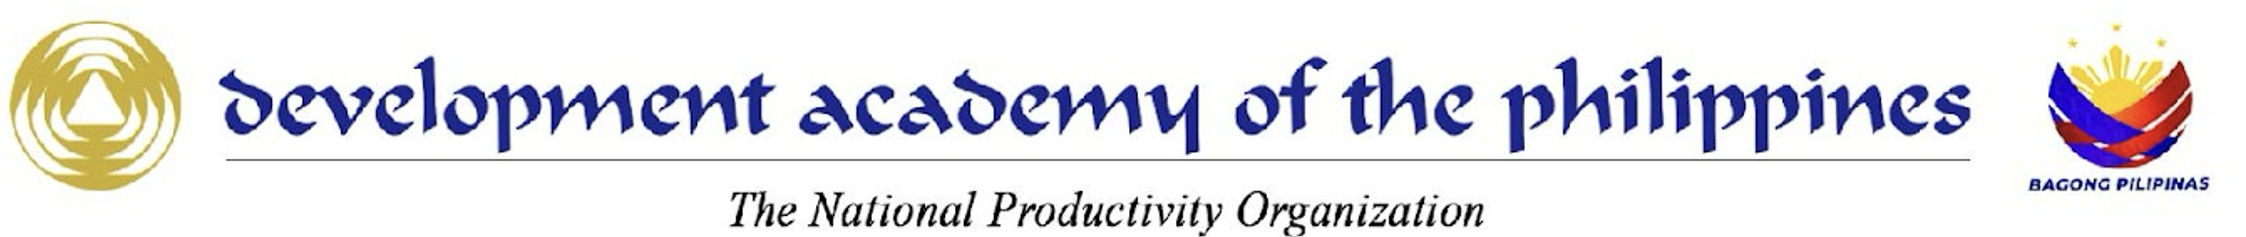 development academy of the philippines
BAGONG PILIPINAS
The National Productivity Organization